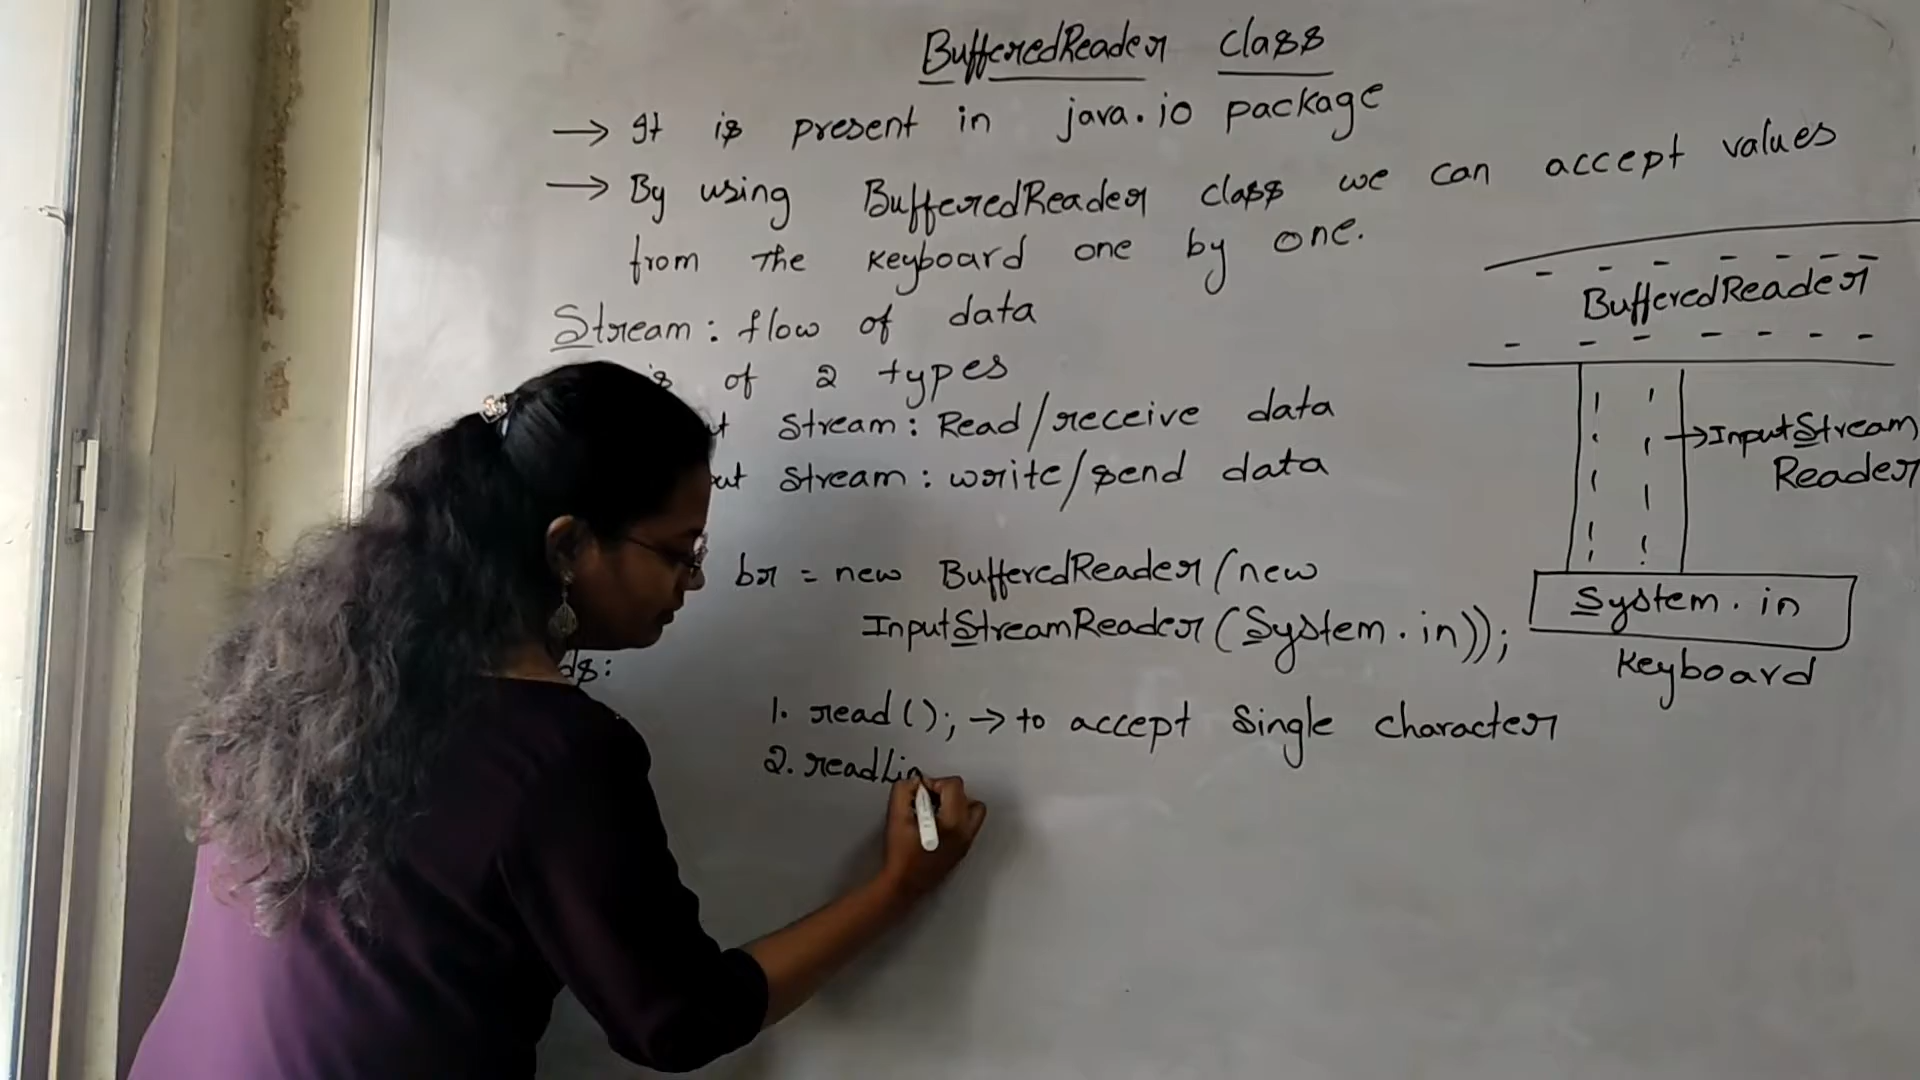 BufferedReader class
→ It is present in java.io package
→ By using BufferedReader class we can accept values
from the keyboard one by one.
Stream: flow of data
of 2 types
Stream: Read/receive data
Stream: write/send data
br = new BufferedReader(new
InputStreamReader(System.in));
1. read(); → to accept single character
2. readLin
BufferedReader
→InputStream
Reader
System.in
keyboard